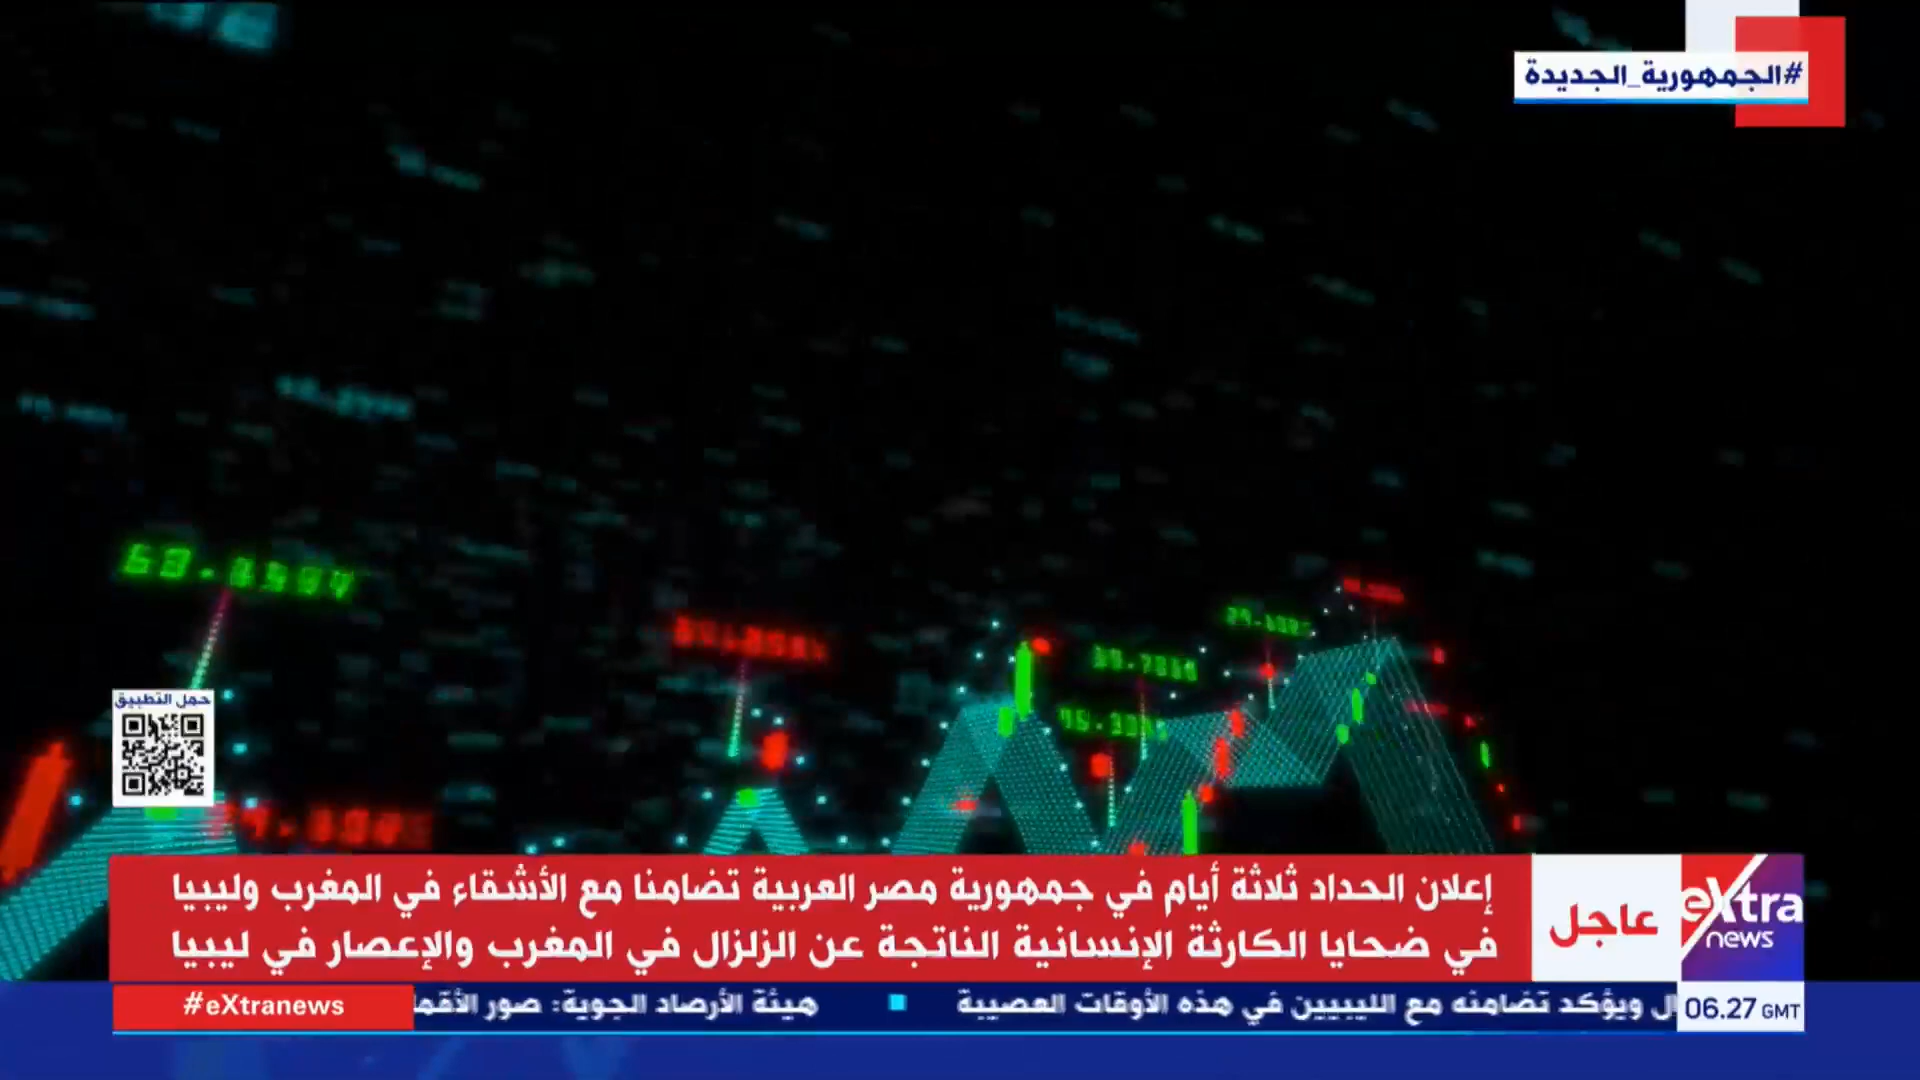 #الجمهورية_الجديدة
حمل التطبيق
إعلان الحداد ثلاثة أيام في جمهورية مصر العربية تضامنا مع الأشقاء في المغرب وليبيا
في ضحايا الكارثة الإنسانية الناتجة عن الزلزال في المغرب والإعصار في ليبيا
عاجل
eXtra
news
ويؤكد تضامنه مع الليبيين في هذه الأوقات العصيبة ■ هيئة الأرصاد الجوية: صور الأقما
#eXtranews
06.27 GMT